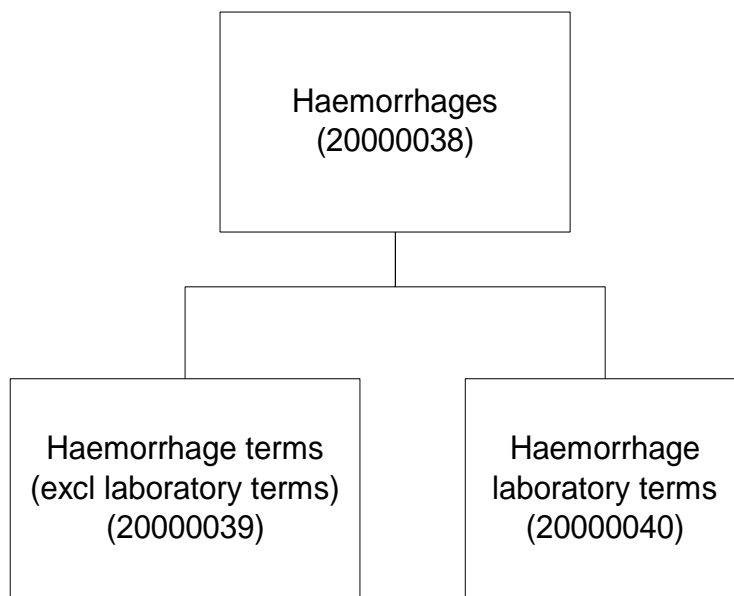 Haemorrhages
(20000038)
Haemorrhage terms
(excl laboratory terms)
(20000039)
Haemorrhage
laboratory terms
(20000040)